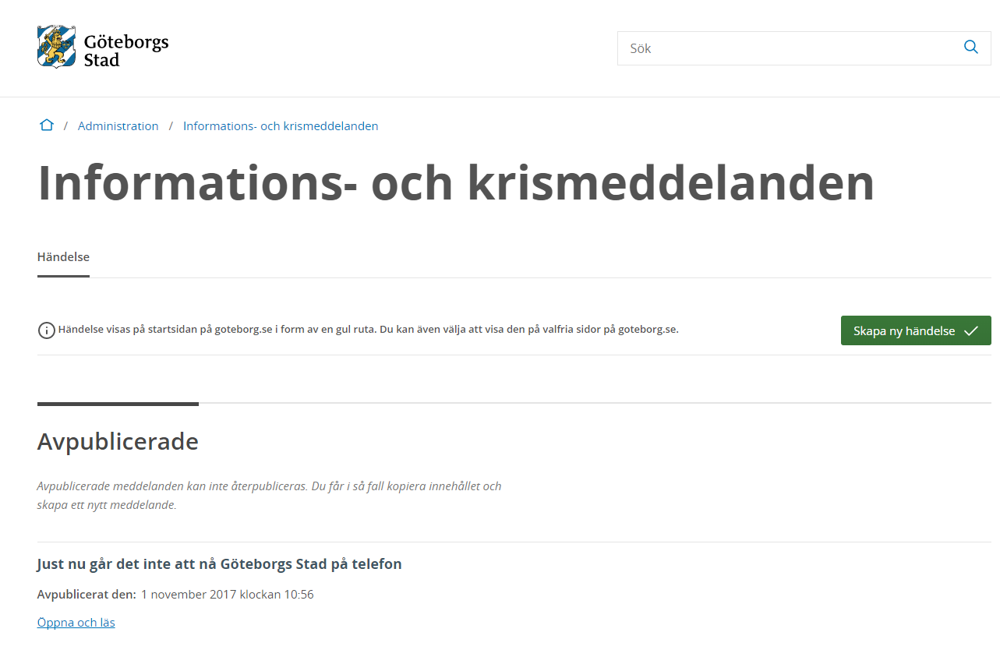 Göteborgs
Stad
Sök
/ Administration / Informations- och krismeddelanden
Informations- och krismeddelanden
Händelse
Händelse visas på startsidan på goteborg.se i form av en gul ruta. Du kan även välja att visa den på valfria sidor på goteborg.se.
Skapa ny händelse
Avpublicerade
Avpublicerade meddelanden kan inte återpubliceras. Du får i så fall kopiera innehållet och
skapa ett nytt meddelande.
Just nu går det inte att nå Göteborgs Stad på telefon
Avpublicerat den: 1 november 2017 klockan 10:56
Öppna och läs